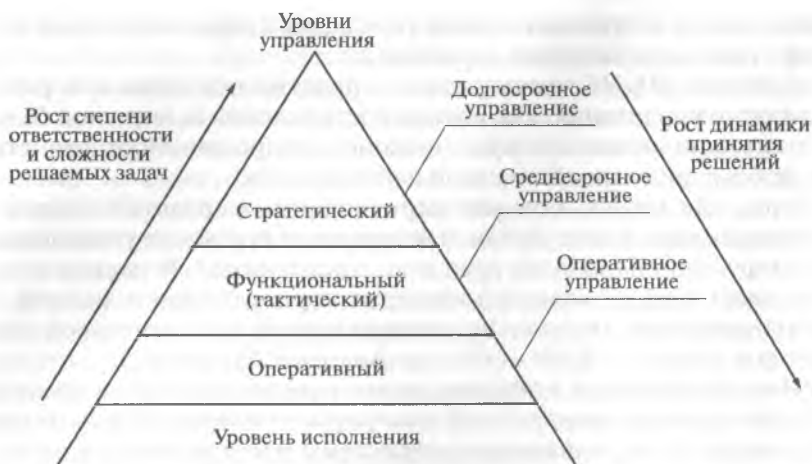 Уровни
управления
Рост степени
ответственности
и сложности
решаемых задач
Долгосрочное
управление
Рост динамики
принятия
решений
Стратегический
Среднесрочное
управление
Функциональный
(тактический)
Оперативное
управление
Оперативный
Уровень исполнения